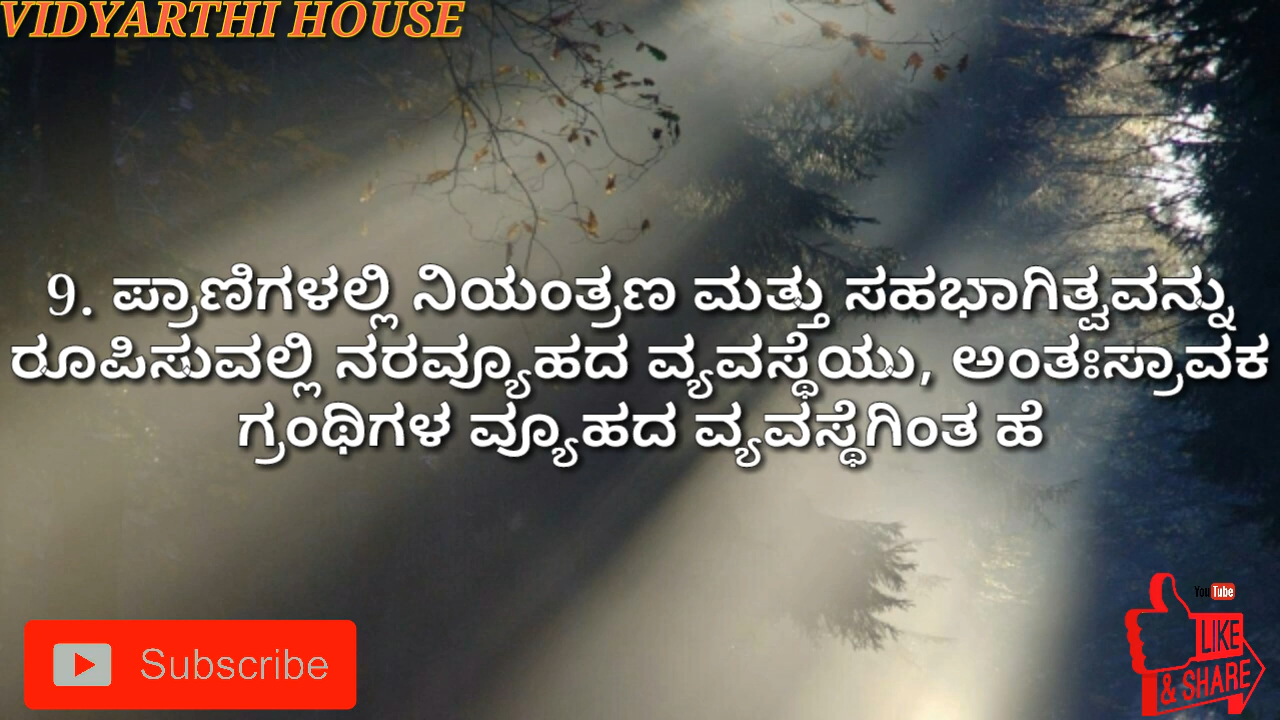 VIDYARTHI HOUSE
9. ಪ್ರಾಣಿಗಳಲ್ಲಿ ನಿಯಂತ್ರಣ ಮತ್ತು ಸಹಭಾಗಿತ್ವವನ್ನು
ರೂಪಿಸುವಲ್ಲಿ ನರವ್ಯೂಹದ ವ್ಯವಸ್ಥೆಯು, ಅಂತಃಸ್ರಾವಕ
ಗ್ರಂಥಿಗಳ ವ್ಯೂಹದ ವ್ಯವಸ್ಥೆಗಿಂತ ಹೆ
YouTube
LIKE
& SHARE
Subscribe